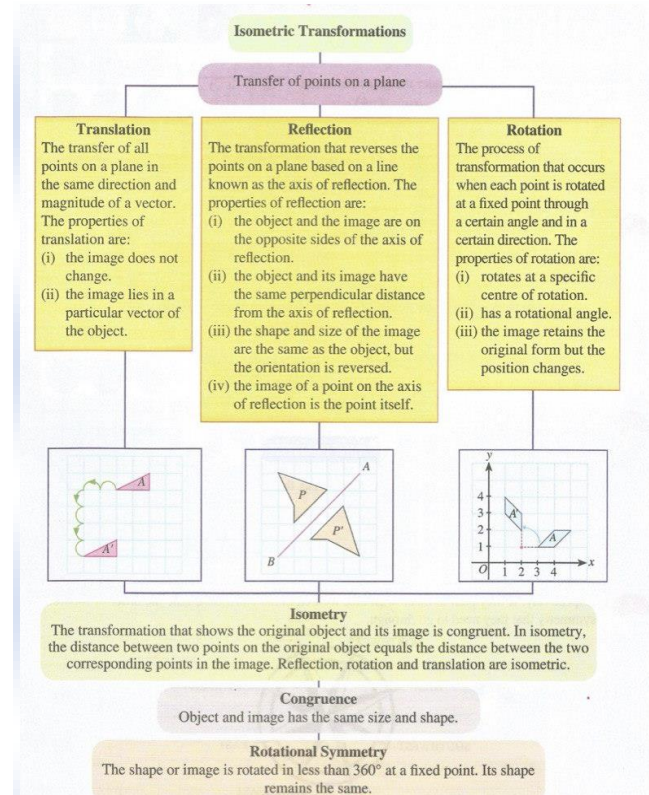 Isometric Transformations
Transfer of points on a plane
Translation
The transfer of all
points on a plane in
the same direction and
magnitude of a vector.
The properties of
translation are:
(i) the image does not
change.
(ii) the image lies in a
particular vector of
the object.
Reflection
The transformation that reverses the
points on a plane based on a line
known as the axis of reflection. The
properties of reflection are:
(i) the object and the image are on
the opposite sides of the axis of
reflection.
(ii) the object and its image have
the same perpendicular distance
from the axis of reflection.
(iii) the shape and size of the image
are the same as the object, but
the orientation is reversed.
(iv) the image of a point on the axis
of reflection is the point itself.
Rotation
The process of
transformation that occurs
when each point is rotated
at a fixed point through
a certain angle and in a
certain direction. The
properties of rotation are:
(i) rotates at a specific
centre of rotation.
(ii) has a rotational angle.
(iii) the image retains the
original form but the
position changes.
A
A'
A
P
P'
B
y
4
3
2
1
A'
A
O 1 2 3 4 x
Isometry
The transformation that shows the original object and its image is congruent. In isometry,
the distance between two points on the original object equals the distance between the two
corresponding points in the image. Reflection, rotation and translation are isometric.
Congruence
Object and image has the same size and shape.
Rotational Symmetry
The shape or image is rotated in less than 360° at a fixed point. Its shape
remains the same.